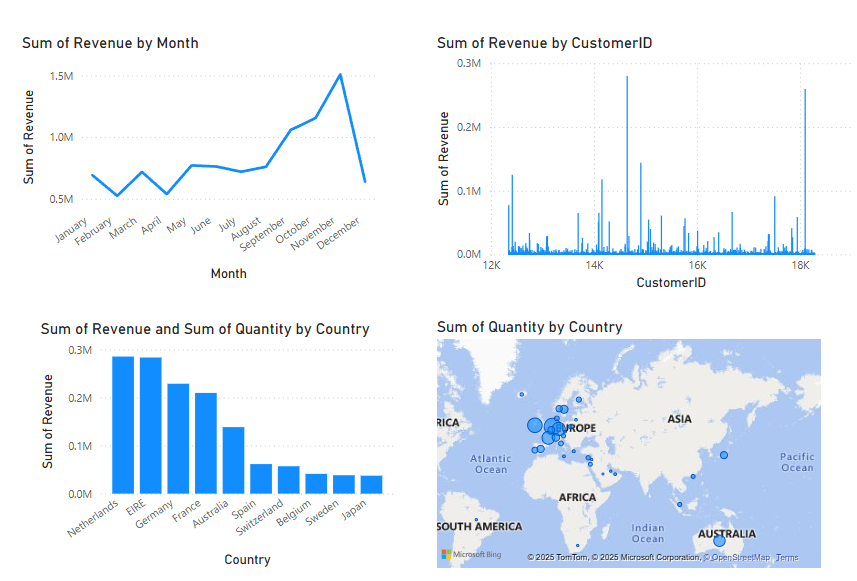 Sum of Revenue by Month
Sum of Revenue
1.5M
1.0M
0.5M
January
February
March
April
May
June
July
August
September
October
November
December
Month
Sum of Revenue by CustomerID
Sum of Revenue
0.3M
0.2M
0.1M
0.0M
12K
14K
16K
18K
CustomerID
Sum of Revenue and Sum of Quantity by Country
Sum of Revenue
0.3M
0.2M
0.1M
0.0M
Netherlands
EIRE
Germany
France
Australia
Spain
Switzerland
Belgium
Sweden
Japan
Country
Sum of Quantity by Country
RICA
UROPE
ASIA
Atlantic
Ocean
Pacific
Ocean
AFRICA
SOUTH AMERICA
Indian
Ocean
AUSTRALIA
Microsoft Bing
© 2025 TomTom, © 2025 Microsoft Corporation, © OpenStreetMap Terms